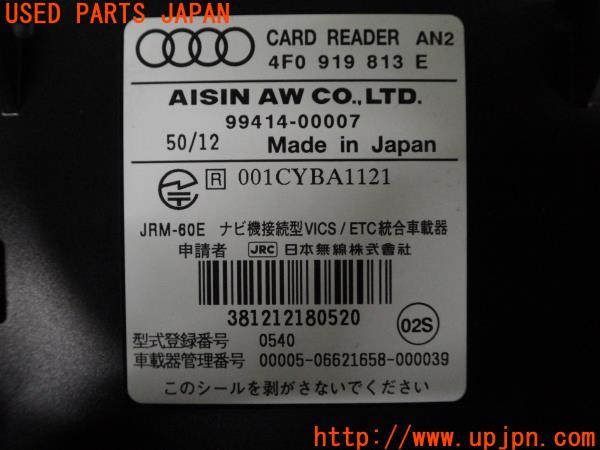 USED PARTS JAPAN
CARD READER AN2
4F0 919 813 E
AISIN AW CO.,LTD.
99414-00007
50/12 Made in Japan
R 001CYBA1121
JRM-60E ナビ機接続型VICS/ETC統合車載器
申請者 JRC 日本無線株式會社
381212180520
02S
型式登録番号 0540
車載器管理番号 00005-06621658-000039
このシールを剥がさないでください
UPJ
http://www.upjpn.com